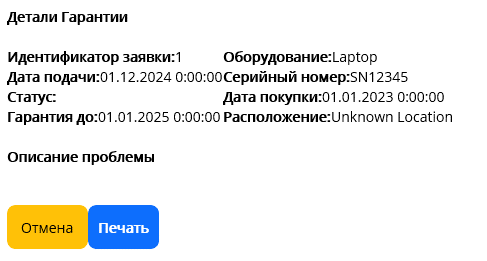 Детали Гарантии
Идентификатор заявки:1 Оборудование:Laptop
Дата подачи:01.12.2024 0:00:00 Серийный номер:SN12345
Статус: Дата покупки:01.01.2023 0:00:00
Гарантия до:01.01.2025 0:00:00 Расположение:Unknown Location
Описание проблемы
Отмена Печать